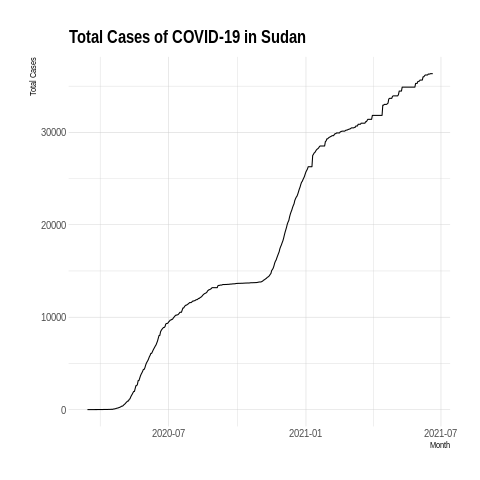 Total Cases of COVID-19 in Sudan
Total Cases
30000
20000
10000
0
2020-07
2021-01
2021-07
Month